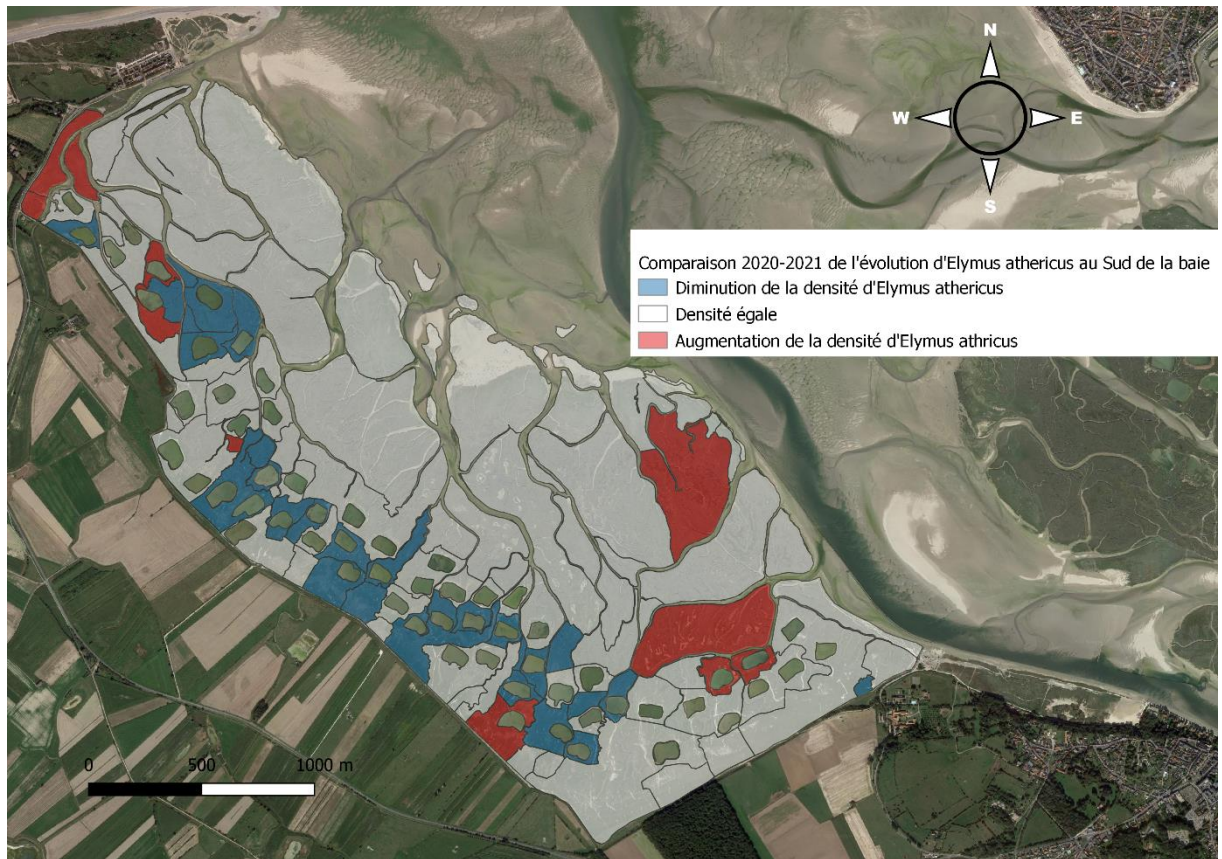 N
W E
S
Comparaison 2020-2021 de l'évolution d'Elymus athericus au Sud de la baie
Diminution de la densité d'Elymus athericus
Densité égale
Augmentation de la densité d'Elymus athricus
0 500 1000 m